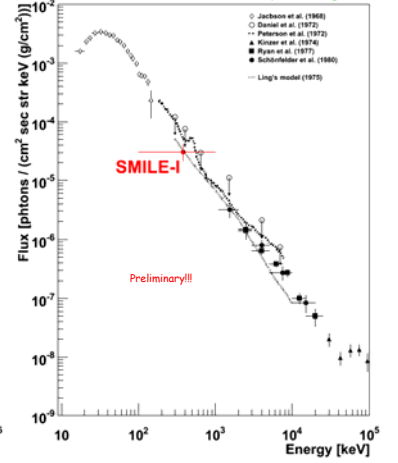 10⁻²
Jacbson et al. (1968)
Daniel et al. (1972)
Peterson et al. (1972)
Kinzer et al. (1974)
Ryan et al. (1977)
Schönfelder et al. (1980)
Ling's model (1975)
10⁻³
10⁻⁴
SMILE-I
10⁻⁵
10⁻⁶
Preliminary!!!
10⁻⁷
10⁻⁸
10⁻⁹
Flux [phtons / (cm² sec str keV (g/cm²))]
10 10² 10³ 10⁴ 10⁵
Energy [keV]